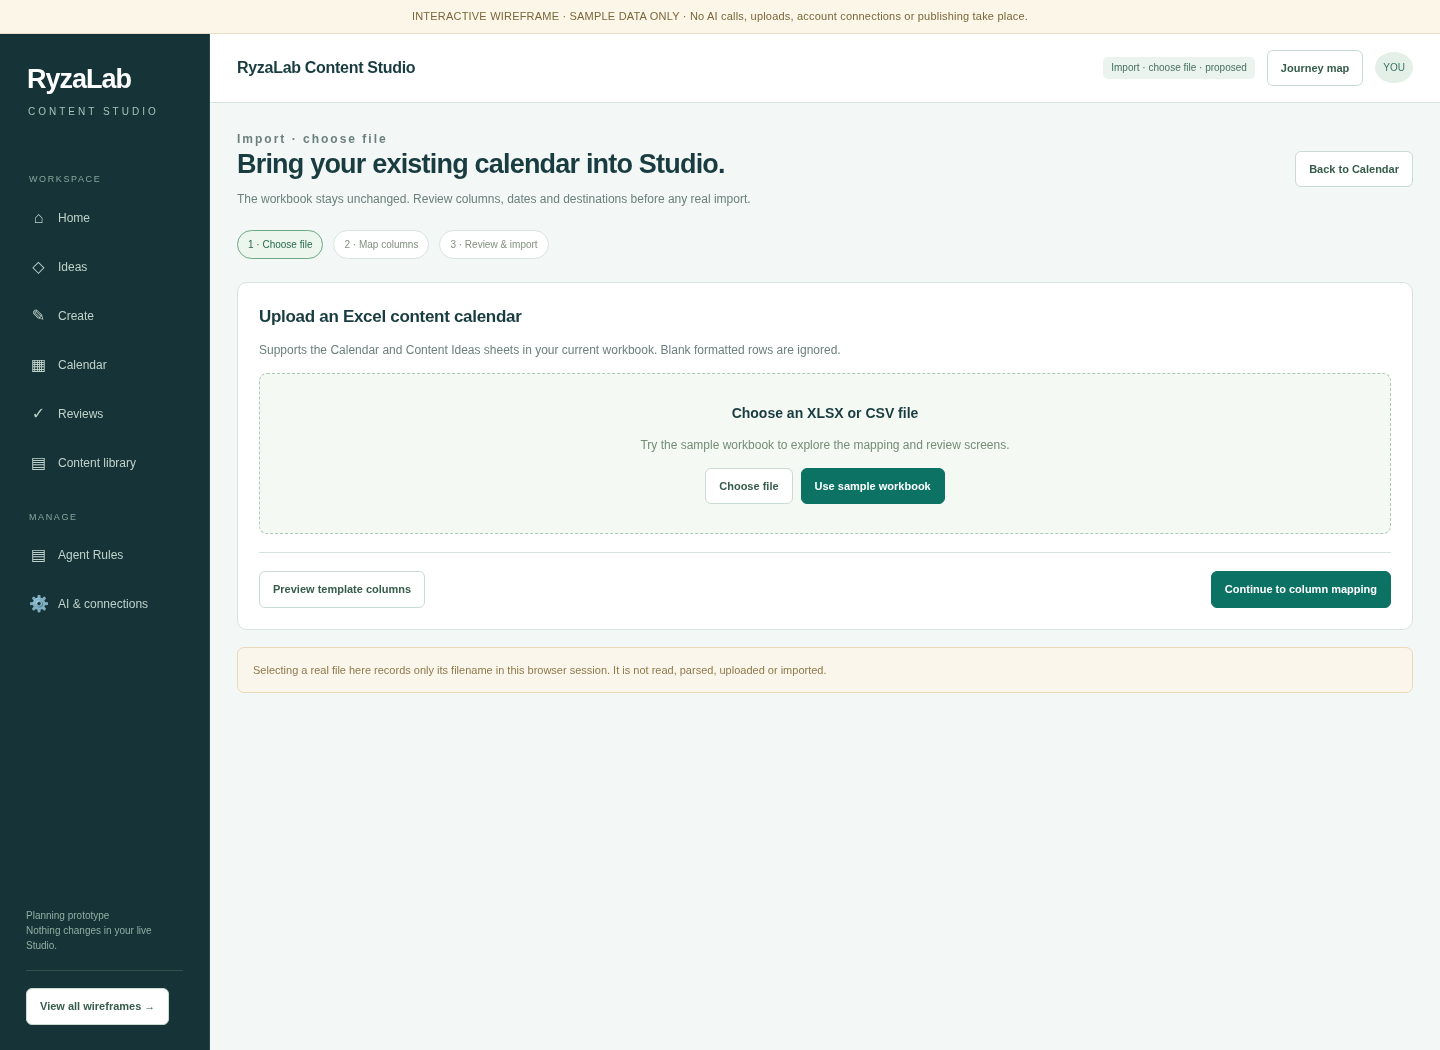 INTERACTIVE WIREFRAME · SAMPLE DATA ONLY · No AI calls, uploads, account connections or publishing take place.
RyzaLab
CONTENT STUDIO
WORKSPACE
Home
Ideas
Create
Calendar
Reviews
Content library
MANAGE
Agent Rules
AI & connections
Planning prototype
Nothing changes in your live
Studio.
View all wireframes →
RyzaLab Content Studio
Import · choose file · proposed
Journey map
YOU
Import · choose file
Bring your existing calendar into Studio.
The workbook stays unchanged. Review columns, dates and destinations before any real import.
Back to Calendar
1 · Choose file
2 · Map columns
3 · Review & import
Upload an Excel content calendar
Supports the Calendar and Content Ideas sheets in your current workbook. Blank formatted rows are ignored.
Choose an XLSX or CSV file
Try the sample workbook to explore the mapping and review screens.
Choose file
Use sample workbook
Preview template columns
Continue to column mapping
Selecting a real file here records only its filename in this browser session. It is not read, parsed, uploaded or imported.